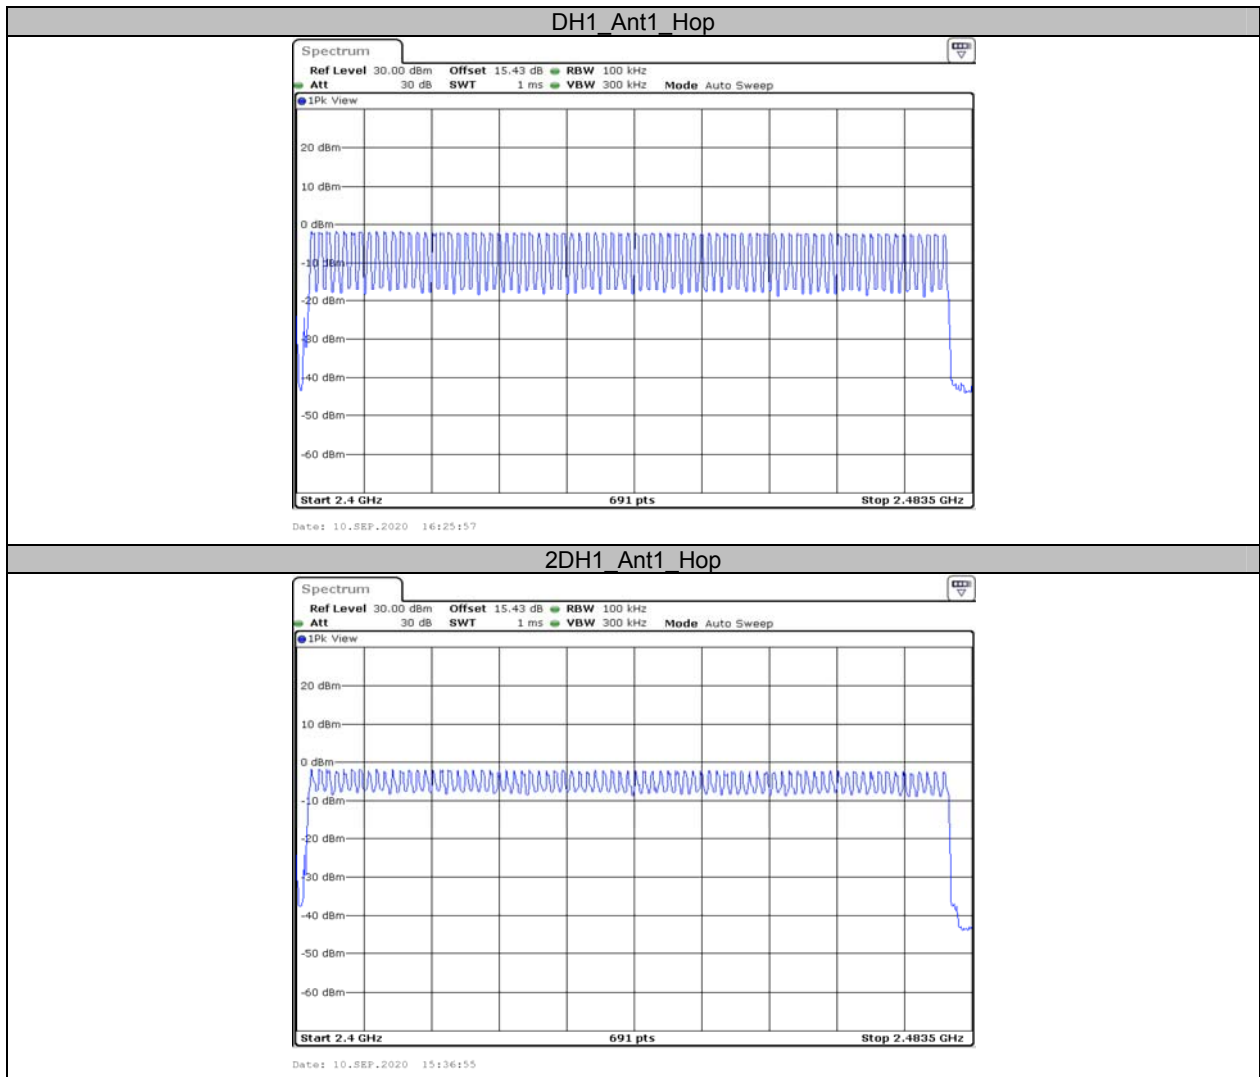 DH1_Ant1_Hop
Spectrum
Ref Level 30.00 dBm Offset 15.43 dB RBW 100 kHz
Att 30 dB SWT 1 ms VBW 300 kHz Mode Auto Sweep
1Pk View
20 dBm
10 dBm
0 dBm
-10 dBm
-20 dBm
-30 dBm
-40 dBm
-50 dBm
-60 dBm
Start 2.4 GHz 691 pts Stop 2.4835 GHz
Date: 10.SEP.2020 16:25:57
2DH1_Ant1_Hop
Spectrum
Ref Level 30.00 dBm Offset 15.43 dB RBW 100 kHz
Att 30 dB SWT 1 ms VBW 300 kHz Mode Auto Sweep
1Pk View
20 dBm
10 dBm
0 dBm
-10 dBm
-20 dBm
-30 dBm
-40 dBm
-50 dBm
-60 dBm
Start 2.4 GHz 691 pts Stop 2.4835 GHz
Date: 10.SEP.2020 15:36:55